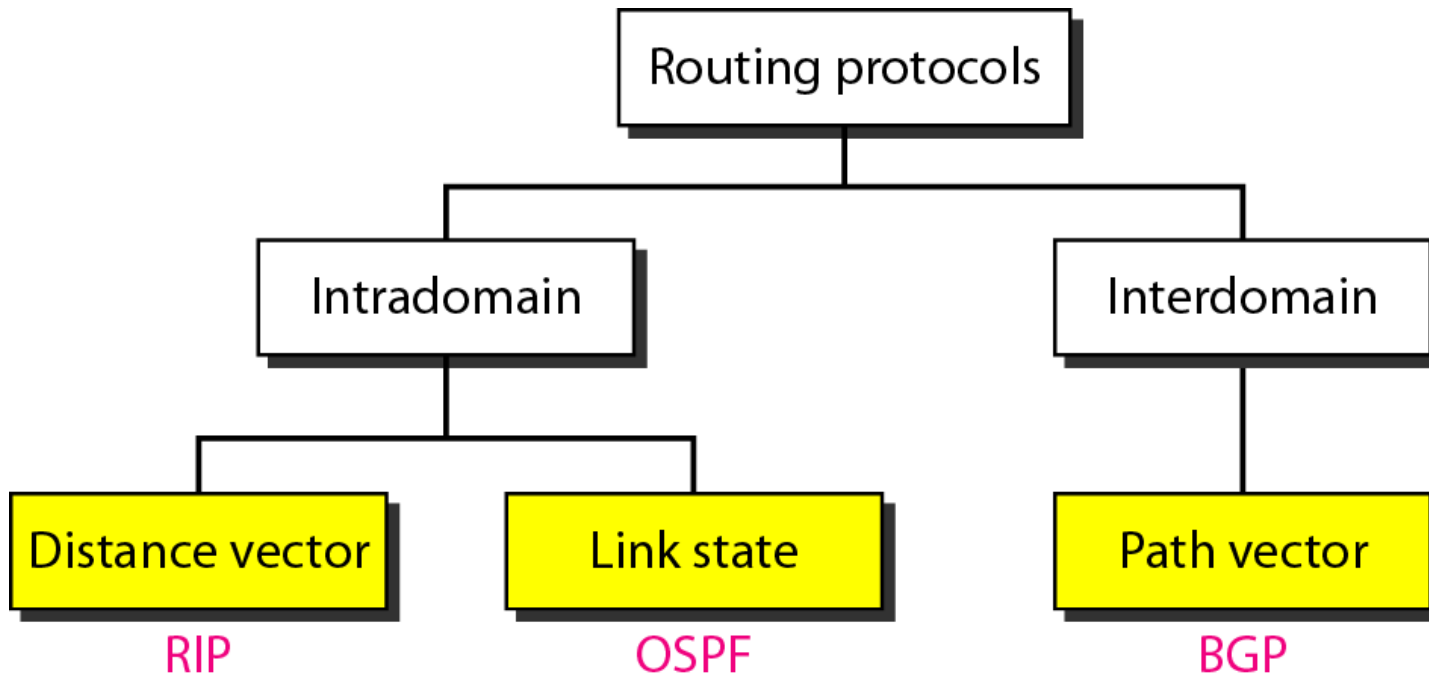 Routing protocols
Intradomain
Interdomain
Distance vector
Link state
Path vector
RIP
OSPF
BGP